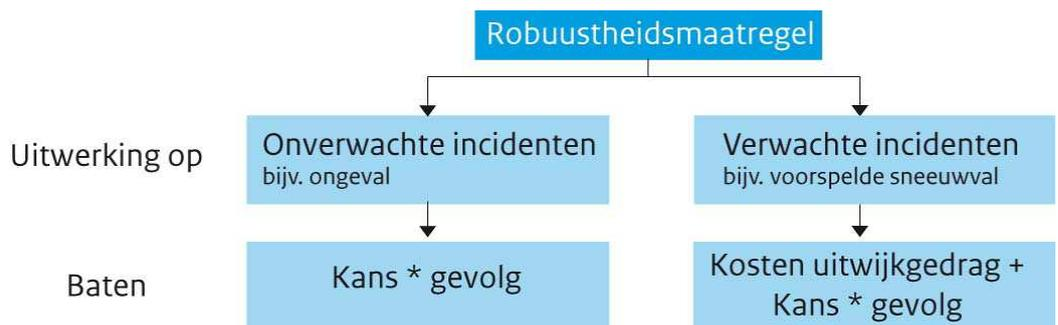 Robuustheidsmaatregel
Uitwerking op
Onverwachte incidenten
bijv. ongeval
Verwachte incidenten
bijv. voorspelde sneeuwval
Baten
Kans * gevolg
Kosten uitwijkgedrag +
Kans * gevolg